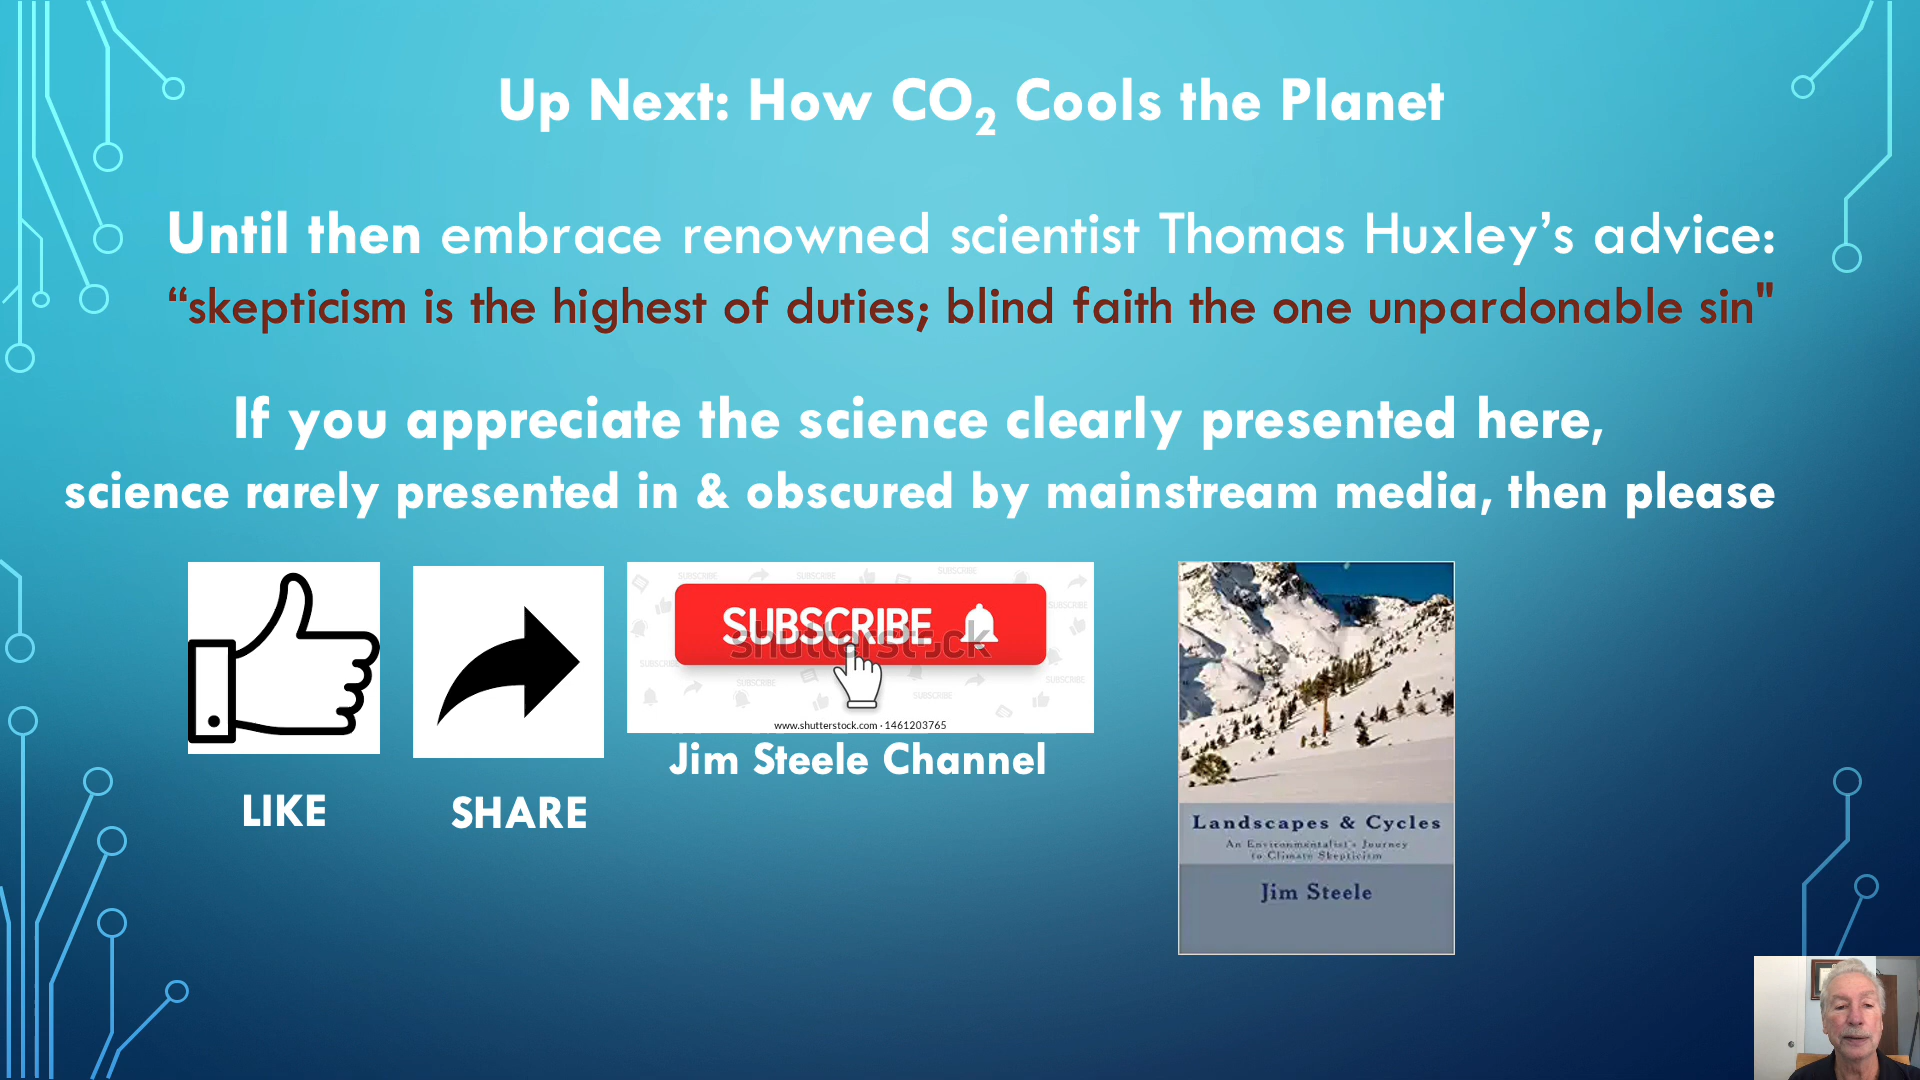 Up Next: How CO₂ Cools the Planet
Until then embrace renowned scientist Thomas Huxley’s advice:
“skepticism is the highest of duties; blind faith the one unpardonable sin"
If you appreciate the science clearly presented here,
science rarely presented in & obscured by mainstream media, then please
SUBSCRIBE
shutterstock
www.shutterstock.com · 1461203765
Jim Steele Channel
LIKE
SHARE
Landscapes & Cycles
An Environmentalist's Journey
to Climate Skepticism
Jim Steele